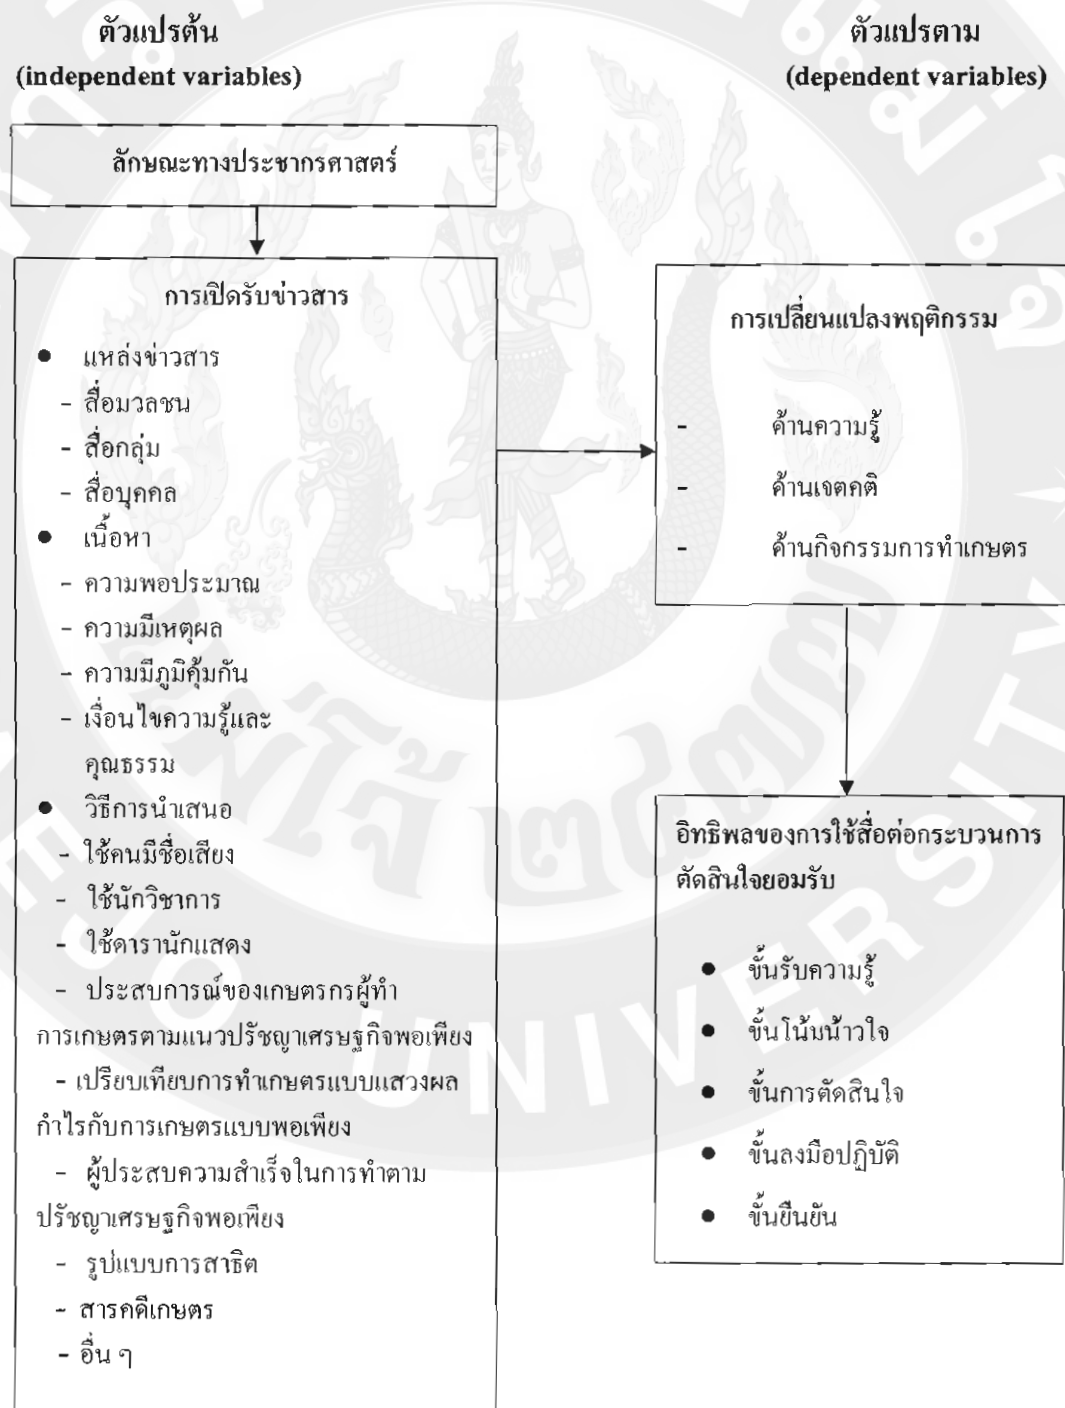 ตัวแปรต้น
(independent variables)
ตัวแปรตาม
(dependent variables)
ลักษณะทางประชากรศาสตร์
การเปิดรับข่าวสาร
● แหล่งข่าวสาร
- สื่อมวลชน
- สื่อกลุ่ม
- สื่อบุคคล
● เนื้อหา
- ความพอประมาณ
- ความมีเหตุผล
- ความมีภูมิคุ้มกัน
- เงื่อนไขความรู้และ
คุณธรรม
● วิธีการนำเสนอ
- ใช้คนมีชื่อเสียง
- ใช้นักวิชาการ
- ใช้ดารานักแสดง
- ประสบการณ์ของเกษตรกรผู้ทำ
การเกษตรตามแนวปรัชญาเศรษฐกิจพอเพียง
- เปรียบเทียบการทำเกษตรแบบแสวงผล
กำไรกับการเกษตรแบบพอเพียง
- ผู้ประสบความสำเร็จในการทำตาม
ปรัชญาเศรษฐกิจพอเพียง
- รูปแบบการสาธิต
- สารคดีเกษตร
- อื่น ๆ
การเปลี่ยนแปลงพฤติกรรม
- ด้านความรู้
- ด้านเจตคติ
- ด้านกิจกรรมการทำเกษตร
อิทธิพลของการใช้สื่อต่อกระบวนการ
ตัดสินใจยอมรับ
● ขั้นรับความรู้
● ขั้นโน้มน้าวใจ
● ขั้นการตัดสินใจ
● ขั้นลงมือปฏิบัติ
● ขั้นยืนยัน
แม่โจ้ ๒๔๗๗
UNIVERSITY